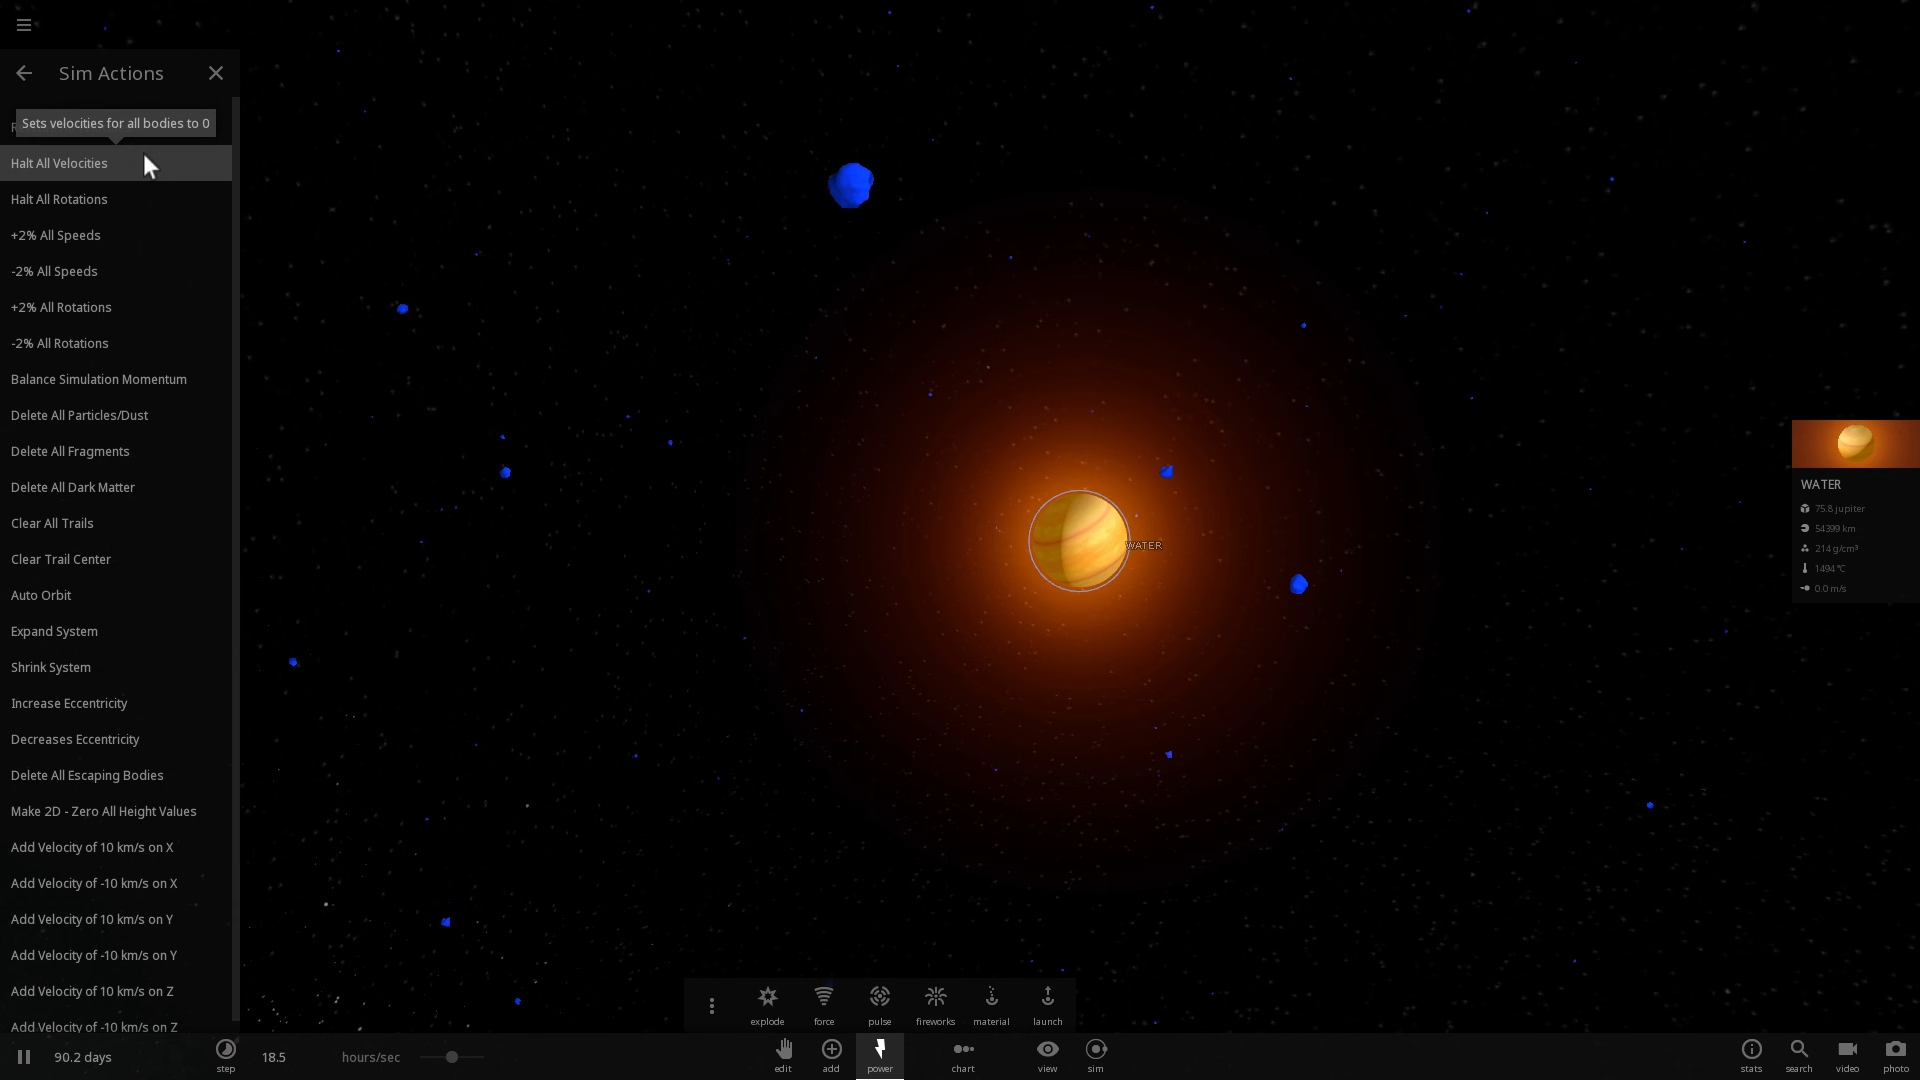 Sim Actions
Sets velocities for all bodies to 0
Halt All Velocities
Halt All Rotations
+2% All Speeds
-2% All Speeds
+2% All Rotations
-2% All Rotations
Balance Simulation Momentum
Delete All Particles/Dust
Delete All Fragments
Delete All Dark Matter
Clear All Trails
Clear Trail Center
Auto Orbit
Expand System
Shrink System
Increase Eccentricity
Decreases Eccentricity
Delete All Escaping Bodies
Make 2D - Zero All Height Values
Add Velocity of 10 km/s on X
Add Velocity of -10 km/s on X
Add Velocity of 10 km/s on Y
Add Velocity of -10 km/s on Y
Add Velocity of 10 km/s on Z
Add Velocity of -10 km/s on Z
WATER
WATER
75.8 jupiter
54399 km
214 g/cm³
1494 °C
0.0 m/s
explode force pulse fireworks material launch
90.2 days step 18.5 hours/sec edit add power chart view sim stats search video photo